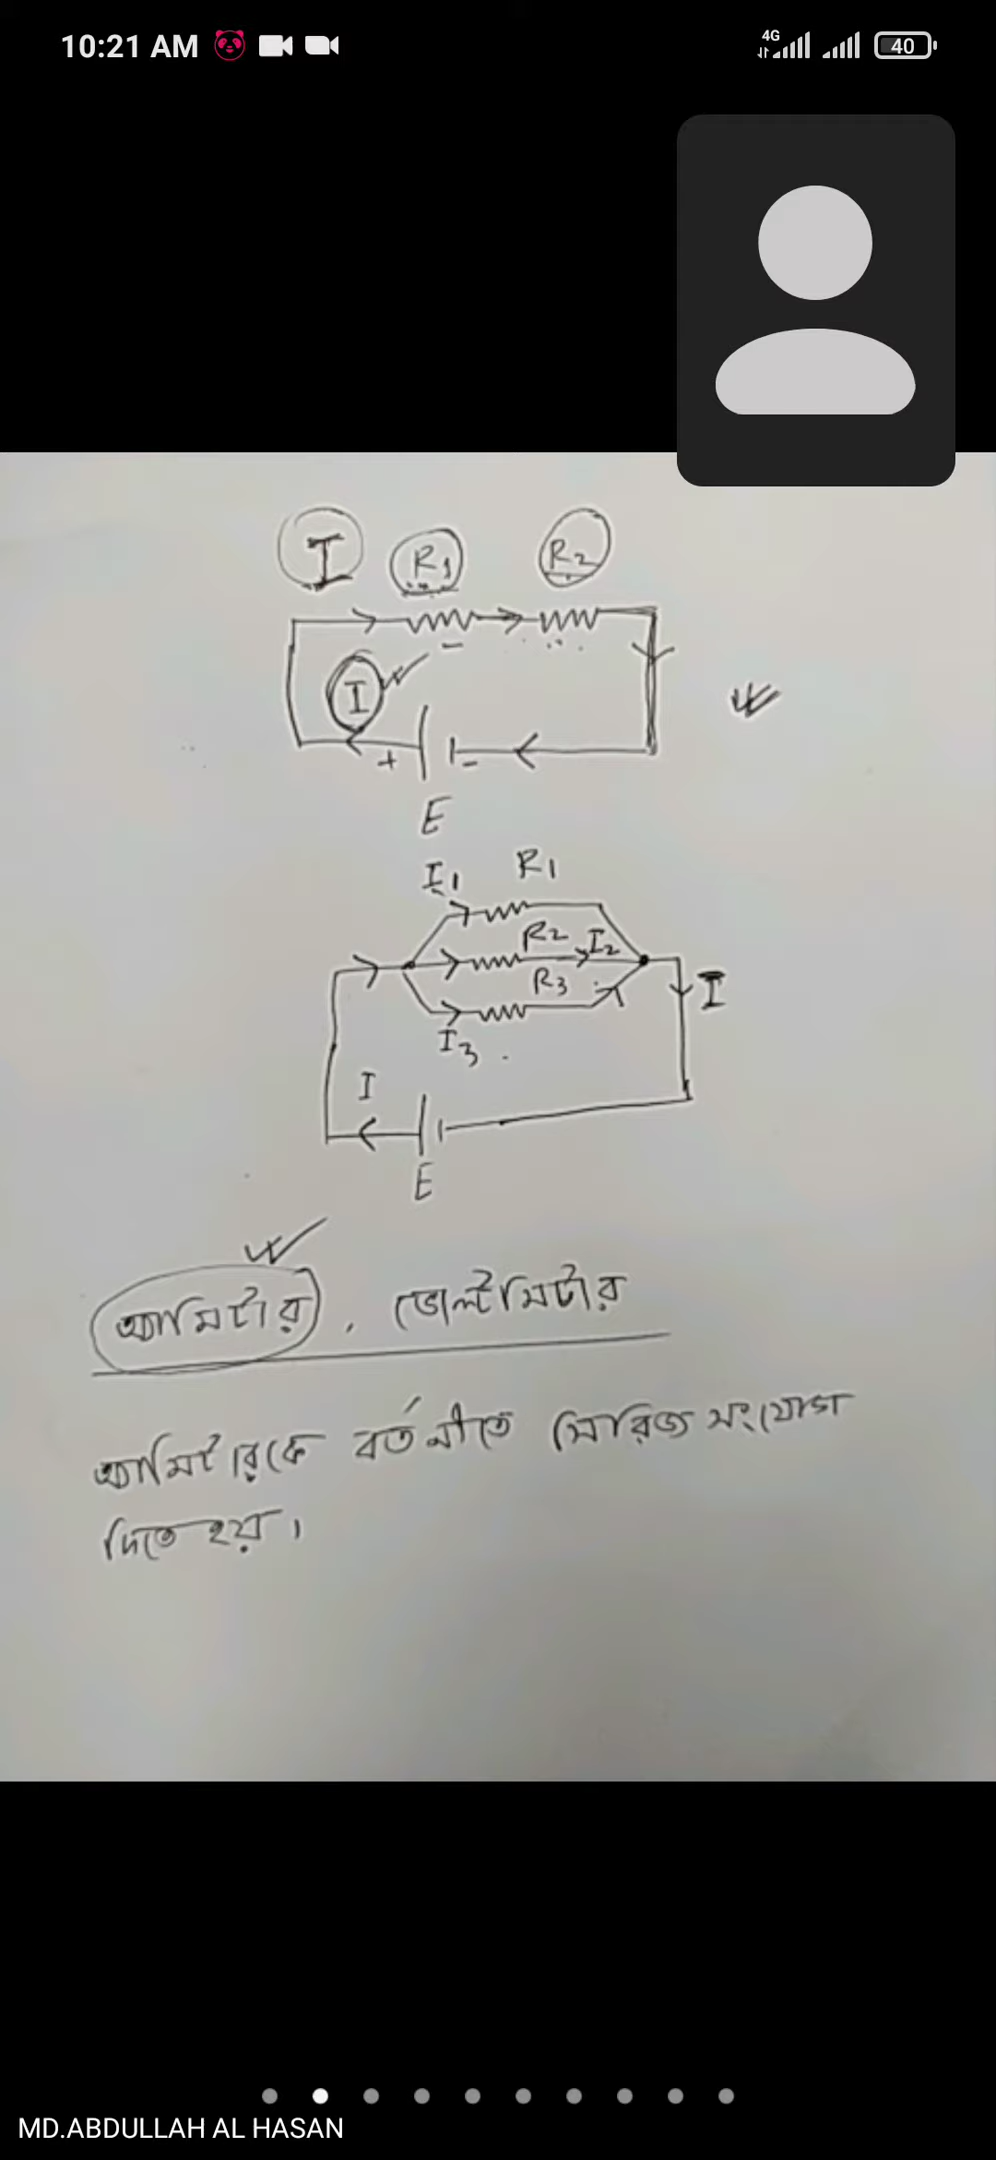 10:21 AM
4G
40
I R1 R2
I
+ -
E
I1 R1
R2 I2
R3
I
I3
I
E
অ্যামিটার, ভোল্টমিটার
অ্যামিটারকে বর্তনীতে সিরিজ সংযোগ
দিতে হয়।
MD.ABDULLAH AL HASAN